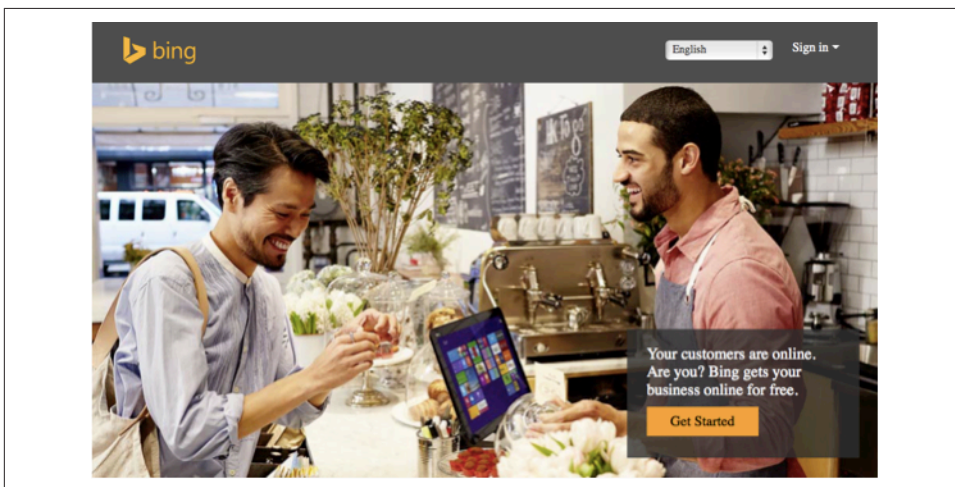 bing
English
Sign in
Your customers are online.
Are you? Bing gets your
business online for free.
Get Started